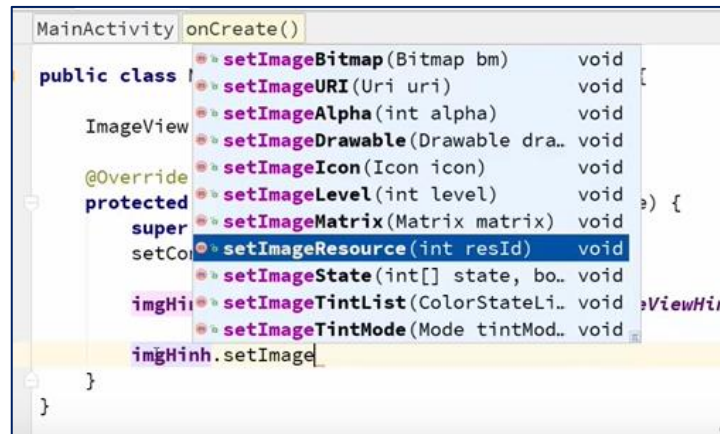 MainActivity onCreate()
public class
ImageView
@Override
protected e) {
super
setCo
imgHi eViewHi
imgHinh.setImage
}
}
setImageBitmap(Bitmap bm) void
setImageURI(Uri uri) void
setImageAlpha(int alpha) void
setImageDrawable(Drawable dra… void
setImageIcon(Icon icon) void
setImageLevel(int level) void
setImageMatrix(Matrix matrix) void
setImageResource(int resId) void
setImageState(int[] state, bo… void
setImageTintList(ColorStateLi… void
setImageTintMode(Mode tintMod… void